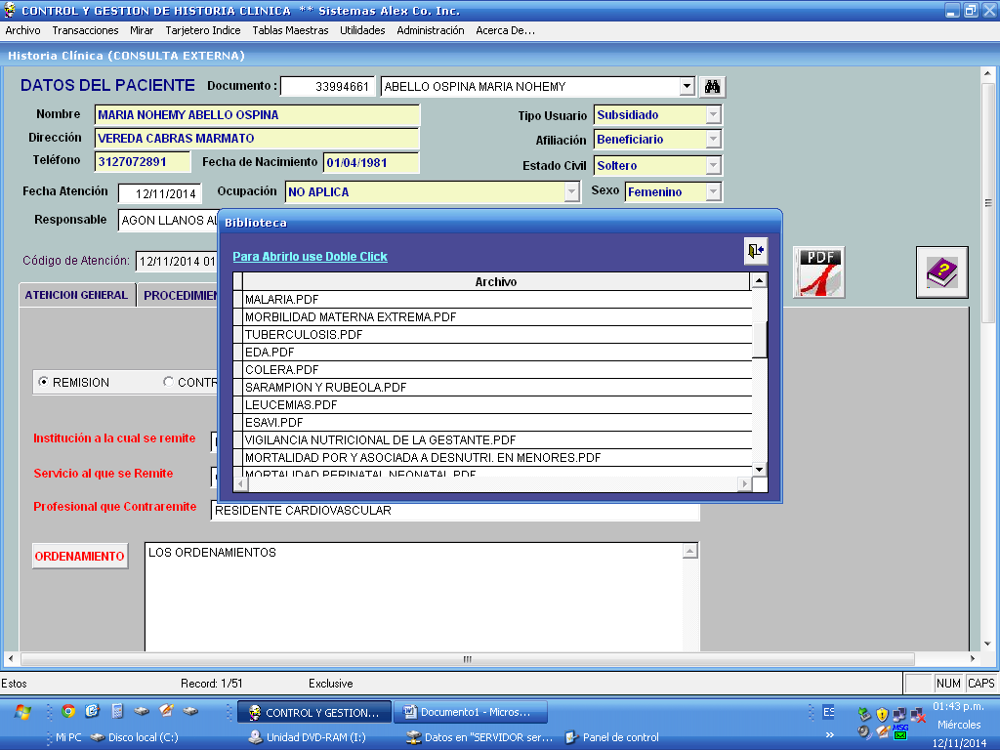 CONTROL Y GESTION DE HISTORIA CLINICA ** Sistemas Alex Co. Inc.
Archivo Transacciones Mirar Tarjetero Indice Tablas Maestras Utilidades Administración Acerca De...
Historia Clínica (CONSULTA EXTERNA)
DATOS DEL PACIENTE Documento : 33994661 ABELLO OSPINA MARIA NOHEMY
Nombre MARIA NOHEMY ABELLO OSPINA Tipo Usuario Subsidiado
Dirección VEREDA CABRAS MARMATO Afiliación Beneficiario
Teléfono 3127072891 Fecha de Nacimiento 01/04/1981 Estado Civil Soltero
Fecha Atención 12/11/2014 Ocupación NO APLICA Sexo Femenino
Responsable AGON LLANOS AL
Biblioteca
Código de Atención: 12/11/2014 01
Para Abrirlo use Doble Click
PDF
ATENCION GENERAL PROCEDIMIEN
Archivo
MALARIA.PDF
MORBILIDAD MATERNA EXTREMA.PDF
TUBERCULOSIS.PDF
EDA.PDF
COLERA.PDF
REMISION CONTR
SARAMPION Y RUBEOLA.PDF
LEUCEMIAS.PDF
ESAVI.PDF
Institución a la cual se remite
VIGILANCIA NUTRICIONAL DE LA GESTANTE.PDF
MORTALIDAD POR Y ASOCIADA A DESNUTRI. EN MENORES.PDF
Servicio al que se Remite
MORTALIDAD PERINATAL NEONATAL.PDF
Profesional que Contraremite RESIDENTE CARDIOVASCULAR
ORDENAMIENTO LOS ORDENAMIENTOS
Estos Record: 1/51 Exclusive NUM CAPS
CONTROL Y GESTION... Documento1 - Micros... ES 01:43 p.m.
Miércoles
MSG
Mi PC Disco local (C:) Unidad DVD-RAM (I:) Datos en "SERVIDOR ser... Panel de control »
12/11/2014